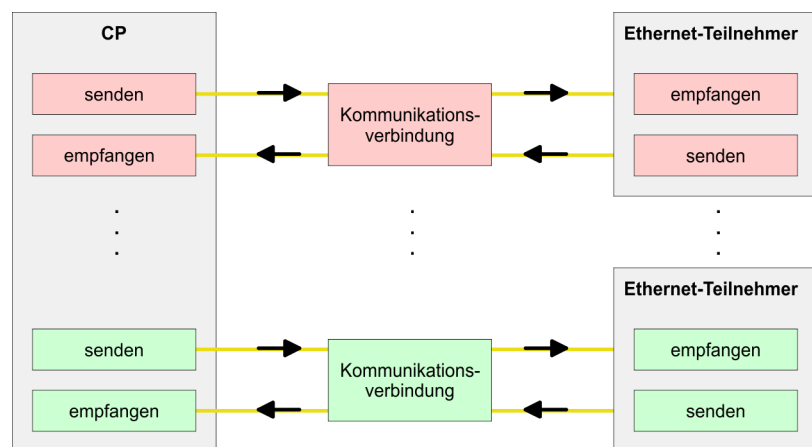 CP
Ethernet-Teilnehmer
senden
Kommunikations-
verbindung
empfangen
empfangen
senden
Ethernet-Teilnehmer
senden
Kommunikations-
verbindung
empfangen
empfangen
senden